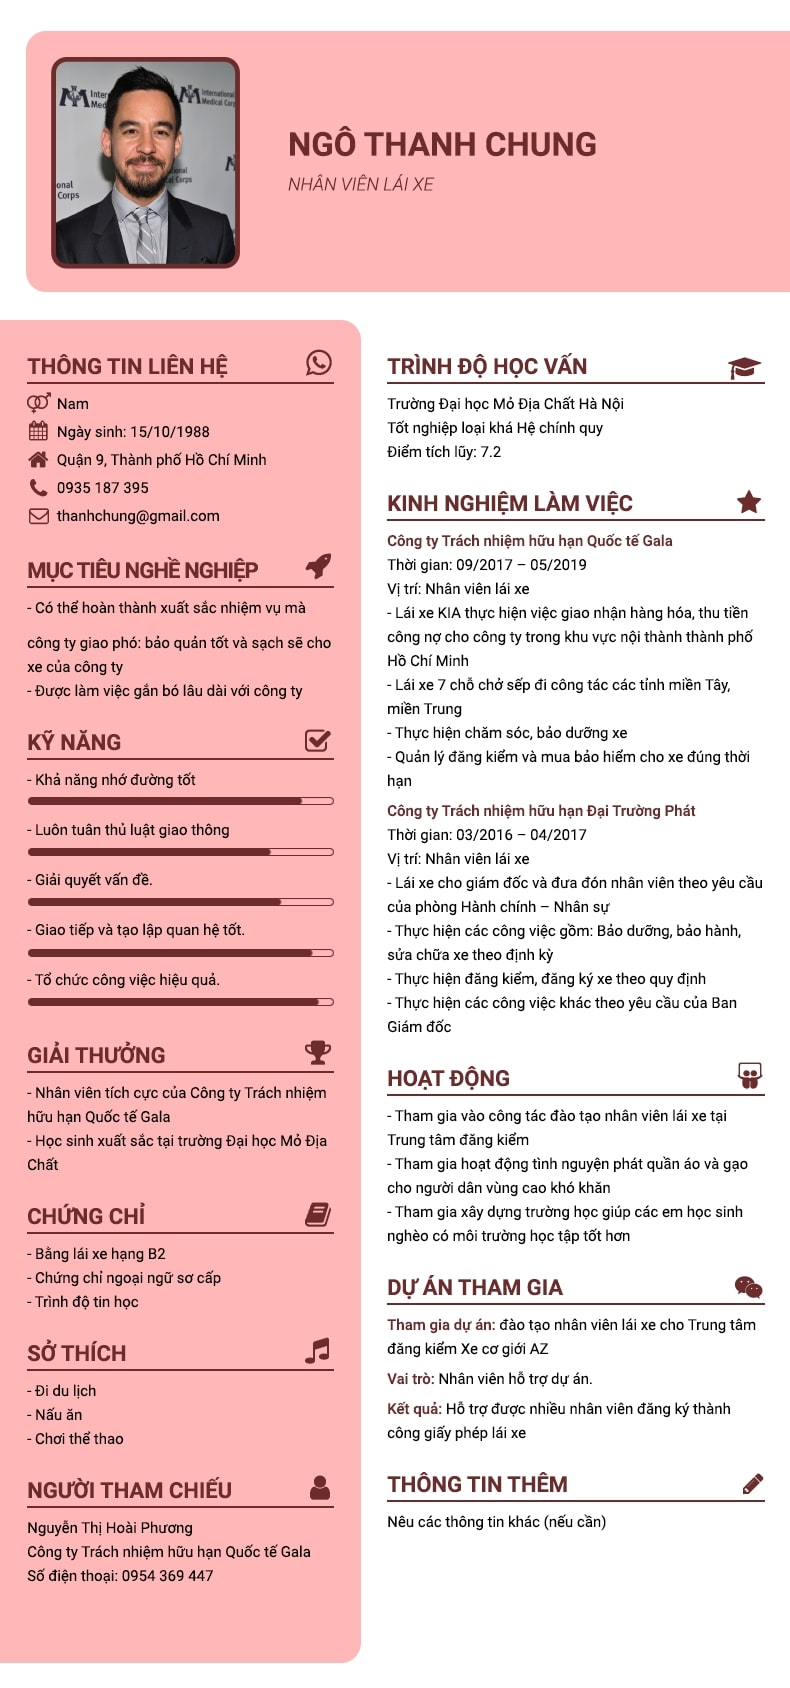 International
Medical Corps
NGÔ THANH CHUNG
NHÂN VIÊN LÁI XE
THÔNG TIN LIÊN HỆ
Nam
Ngày sinh: 15/10/1988
Quận 9, Thành phố Hồ Chí Minh
0935 187 395
thanhchung@gmail.com
MỤC TIÊU NGHỀ NGHIỆP
- Có thể hoàn thành xuất sắc nhiệm vụ mà
công ty giao phó: bảo quản tốt và sạch sẽ cho
xe của công ty
- Được làm việc gắn bó lâu dài với công ty
KỸ NĂNG
- Khả năng nhớ đường tốt
- Luôn tuân thủ luật giao thông
- Giải quyết vấn đề.
- Giao tiếp và tạo lập quan hệ tốt.
- Tổ chức công việc hiệu quả.
GIẢI THƯỞNG
- Nhân viên tích cực của Công ty Trách nhiệm
hữu hạn Quốc tế Gala
- Học sinh xuất sắc tại trường Đại học Mỏ Địa
Chất
CHỨNG CHỈ
- Bằng lái xe hạng B2
- Chứng chỉ ngoại ngữ sơ cấp
- Trình độ tin học
SỞ THÍCH
- Đi du lịch
- Nấu ăn
- Chơi thể thao
NGƯỜI THAM CHIẾU
Nguyễn Thị Hoài Phương
Công ty Trách nhiệm hữu hạn Quốc tế Gala
Số điện thoại: 0954 369 447
TRÌNH ĐỘ HỌC VẤN
Trường Đại học Mỏ Địa Chất Hà Nội
Tốt nghiệp loại khá Hệ chính quy
Điểm tích lũy: 7.2
KINH NGHIỆM LÀM VIỆC
Công ty Trách nhiệm hữu hạn Quốc tế Gala
Thời gian: 09/2017 – 05/2019
Vị trí: Nhân viên lái xe
- Lái xe KIA thực hiện việc giao nhận hàng hóa, thu tiền
công nợ cho công ty trong khu vực nội thành thành phố
Hồ Chí Minh
- Lái xe 7 chỗ chở sếp đi công tác các tỉnh miền Tây,
miền Trung
- Thực hiện chăm sóc, bảo dưỡng xe
- Quản lý đăng kiểm và mua bảo hiểm cho xe đúng thời
hạn
Công ty Trách nhiệm hữu hạn Đại Trường Phát
Thời gian: 03/2016 – 04/2017
Vị trí: Nhân viên lái xe
- Lái xe cho giám đốc và đưa đón nhân viên theo yêu cầu
của phòng Hành chính – Nhân sự
- Thực hiện các công việc gồm: Bảo dưỡng, bảo hành,
sửa chữa xe theo định kỳ
- Thực hiện đăng kiểm, đăng ký xe theo quy định
- Thực hiện các công việc khác theo yêu cầu của Ban
Giám đốc
HOẠT ĐỘNG
- Tham gia vào công tác đào tạo nhân viên lái xe tại
Trung tâm đăng kiểm
- Tham gia hoạt động tình nguyện phát quần áo và gạo
cho người dân vùng cao khó khăn
- Tham gia xây dựng trường học giúp các em học sinh
nghèo có môi trường học tập tốt hơn
DỰ ÁN THAM GIA
Tham gia dự án: đào tạo nhân viên lái xe cho Trung tâm
đăng kiểm Xe cơ giới AZ
Vai trò: Nhân viên hỗ trợ dự án.
Kết quả: Hỗ trợ được nhiều nhân viên đăng ký thành
công giấy phép lái xe
THÔNG TIN THÊM
Nêu các thông tin khác (nếu cần)